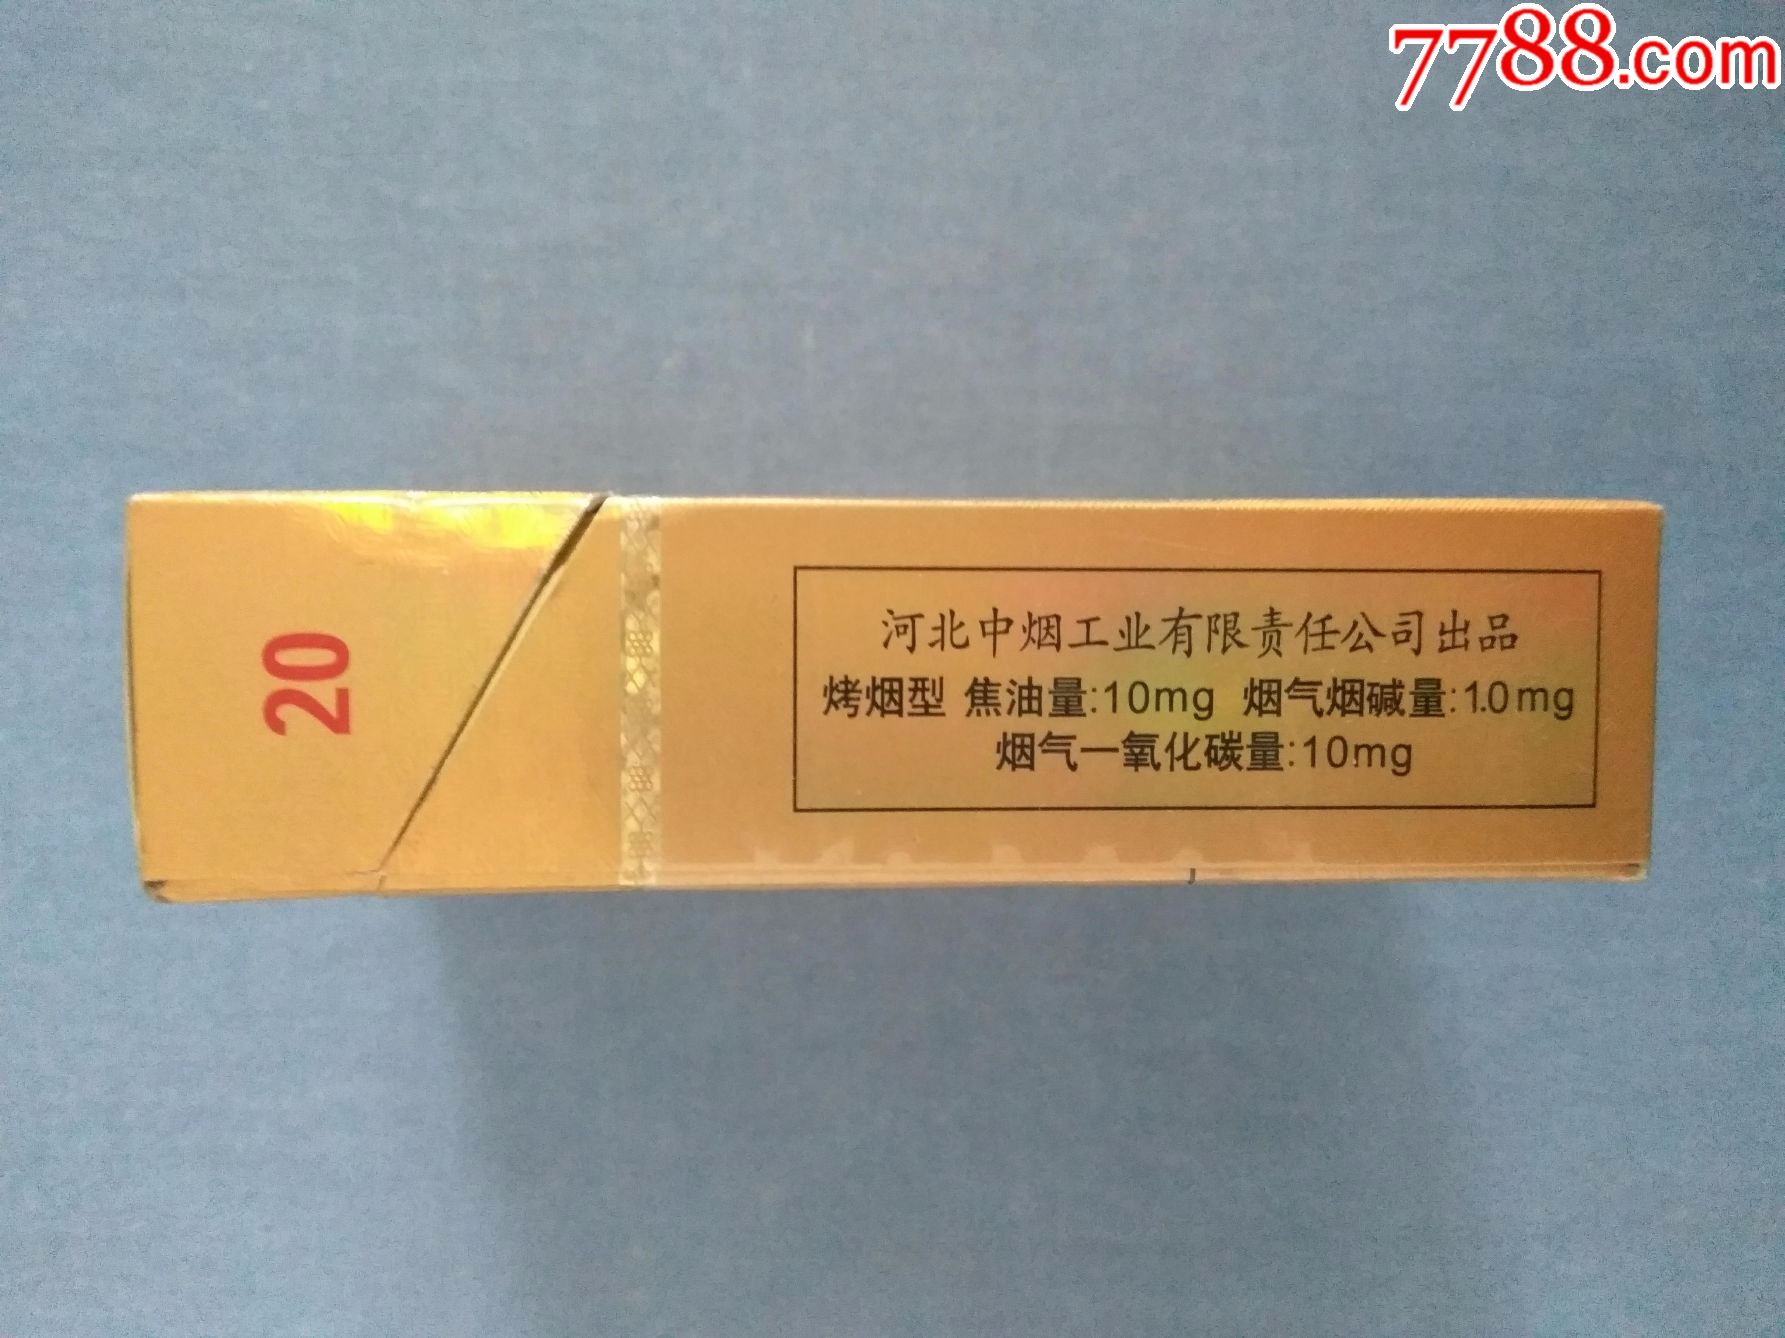 7788.com
20
河北中烟工业有限责任公司出品
烤烟型 焦油量:10mg 烟气烟碱量:1.0mg
烟气一氧化碳量:10mg